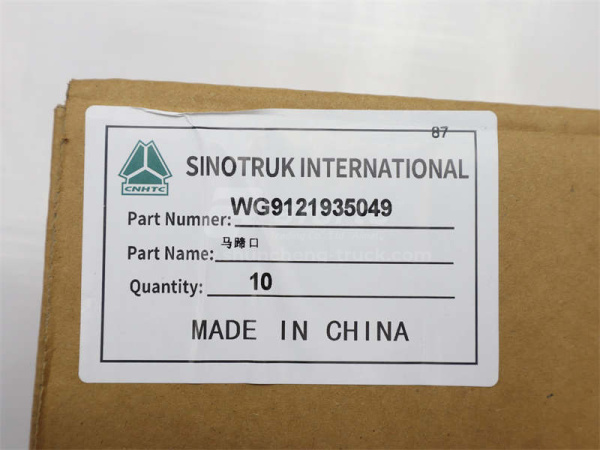 87
SINOTRUK INTERNATIONAL
CNHTC
Part Numner: WG9121935049
Part Name: 马蹄口
Quantity: 10
MADE IN CHINA